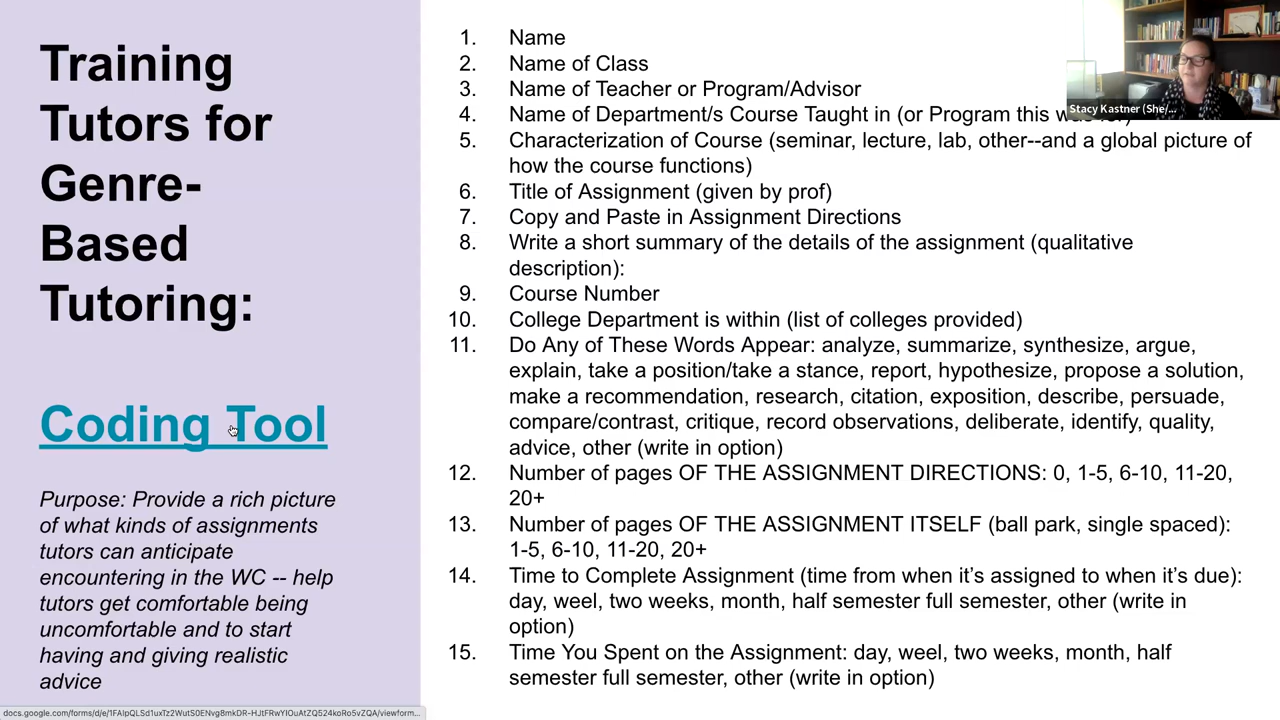 Training
Tutors for
Genre-
Based
Tutoring:
Coding Tool
Purpose: Provide a rich picture
of what kinds of assignments
tutors can anticipate
encountering in the WC -- help
tutors get comfortable being
uncomfortable and to start
having and giving realistic
advice
1. Name
2. Name of Class
3. Name of Teacher or Program/Advisor
4. Name of Department/s Course Taught in (or Program this
5. Characterization of Course (seminar, lecture, lab, other--and a global picture of
how the course functions)
6. Title of Assignment (given by prof)
7. Copy and Paste in Assignment Directions
8. Write a short summary of the details of the assignment (qualitative
description):
9. Course Number
10. College Department is within (list of colleges provided)
11. Do Any of These Words Appear: analyze, summarize, synthesize, argue,
explain, take a position/take a stance, report, hypothesize, propose a solution,
make a recommendation, research, citation, exposition, describe, persuade,
compare/contrast, critique, record observations, deliberate, identify, quality,
advice, other (write in option)
12. Number of pages OF THE ASSIGNMENT DIRECTIONS: 0, 1-5, 6-10, 11-20,
20+
13. Number of pages OF THE ASSIGNMENT ITSELF (ball park, single spaced):
1-5, 6-10, 11-20, 20+
14. Time to Complete Assignment (time from when it’s assigned to when it’s due):
day, weel, two weeks, month, half semester full semester, other (write in
option)
15. Time You Spent on the Assignment: day, weel, two weeks, month, half
semester full semester, other (write in option)
Stacy Kastner (She/...